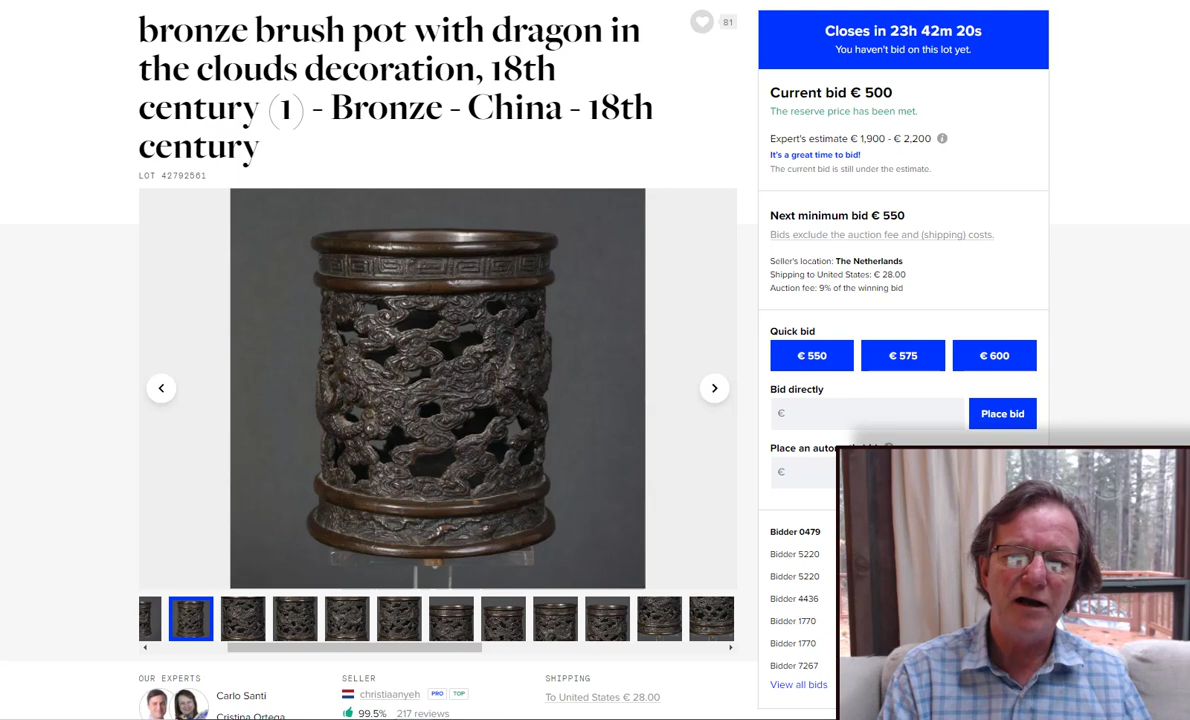 bronze brush pot with dragon in
the clouds decoration, 18th
century (1) - Bronze - China - 18th
century
81
LOT 42792561
OUR EXPERTS
Carlo Santi
Cristina Ortega
SELLER
christiaanyeh PRO TOP
99.5% 217 reviews
SHIPPING
To United States € 28.00
Closes in 23h 42m 20s
You haven't bid on this lot yet.
Current bid € 500
The reserve price has been met.
Expert's estimate € 1,900 - € 2,200
It's a great time to bid!
The current bid is still under the estimate.
Next minimum bid € 550
Bids exclude the auction fee and (shipping) costs.
Seller's location: The Netherlands
Shipping to United States: € 28.00
Auction fee: 9% of the winning bid
Quick bid
€ 550 € 575 € 600
Bid directly
€ Place bid
Place an
€
Bidder 0479
Bidder 5220
Bidder 5220
Bidder 4436
Bidder 1770
Bidder 1770
Bidder 7267
View all bids